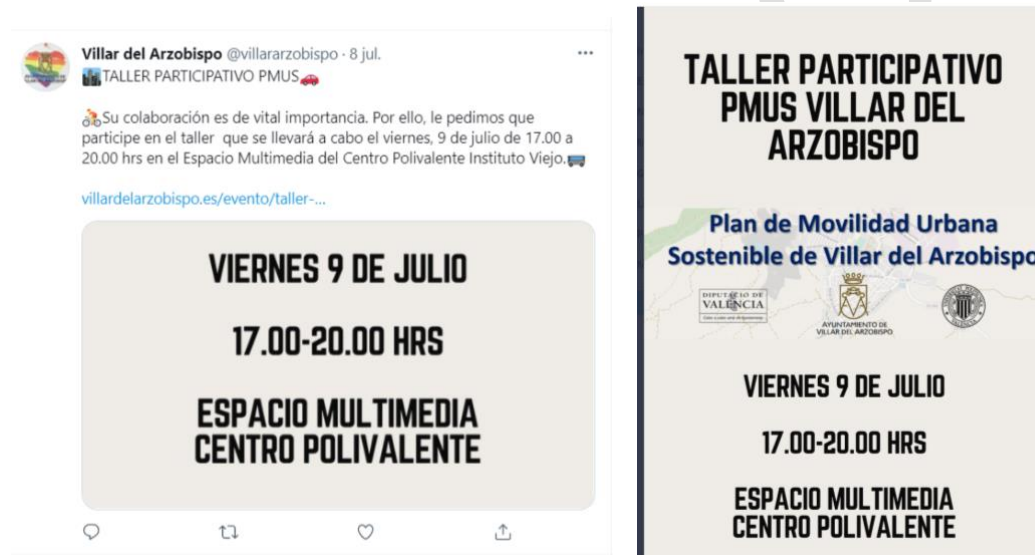 Villar del Arzobispo @villararzobispo · 8 jul.
TALLER PARTICIPATIVO PMUS
Su colaboración es de vital importancia. Por ello, le pedimos que
participe en el taller que se llevará a cabo el viernes, 9 de julio de 17.00 a
20.00 hrs en el Espacio Multimedia del Centro Polivalente Instituto Viejo.
villardelarzobispo.es/evento/taller-...
VIERNES 9 DE JULIO
17.00-20.00 HRS
ESPACIO MULTIMEDIA
CENTRO POLIVALENTE
TALLER PARTICIPATIVO
PMUS VILLAR DEL
ARZOBISPO
Plan de Movilidad Urbana
Sostenible de Villar del Arzobispo
DIPUTACIÓ DE
VALÈNCIA
AYUNTAMIENTO DE
VILLAR DEL ARZOBISPO
VIERNES 9 DE JULIO
17.00-20.00 HRS
ESPACIO MULTIMEDIA
CENTRO POLIVALENTE